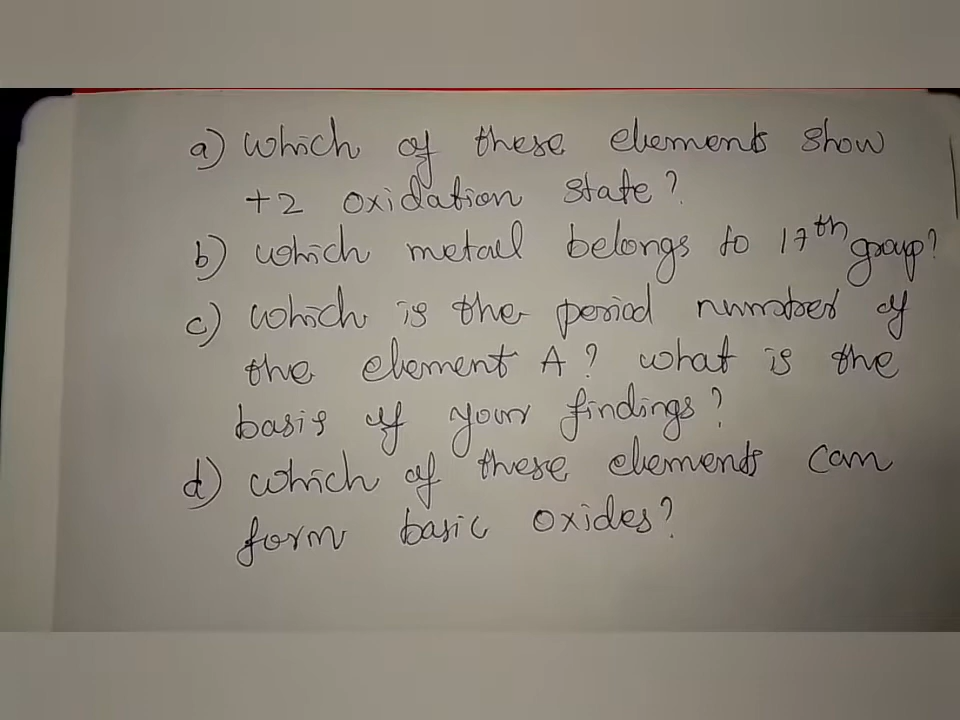 a) which of these elements show
+2 oxidation state?
b) which metall belongs to 17th group?
c) which is the period number of
the element A? what is the
basis of your findings?
d) which of these elements can
form basic oxides?